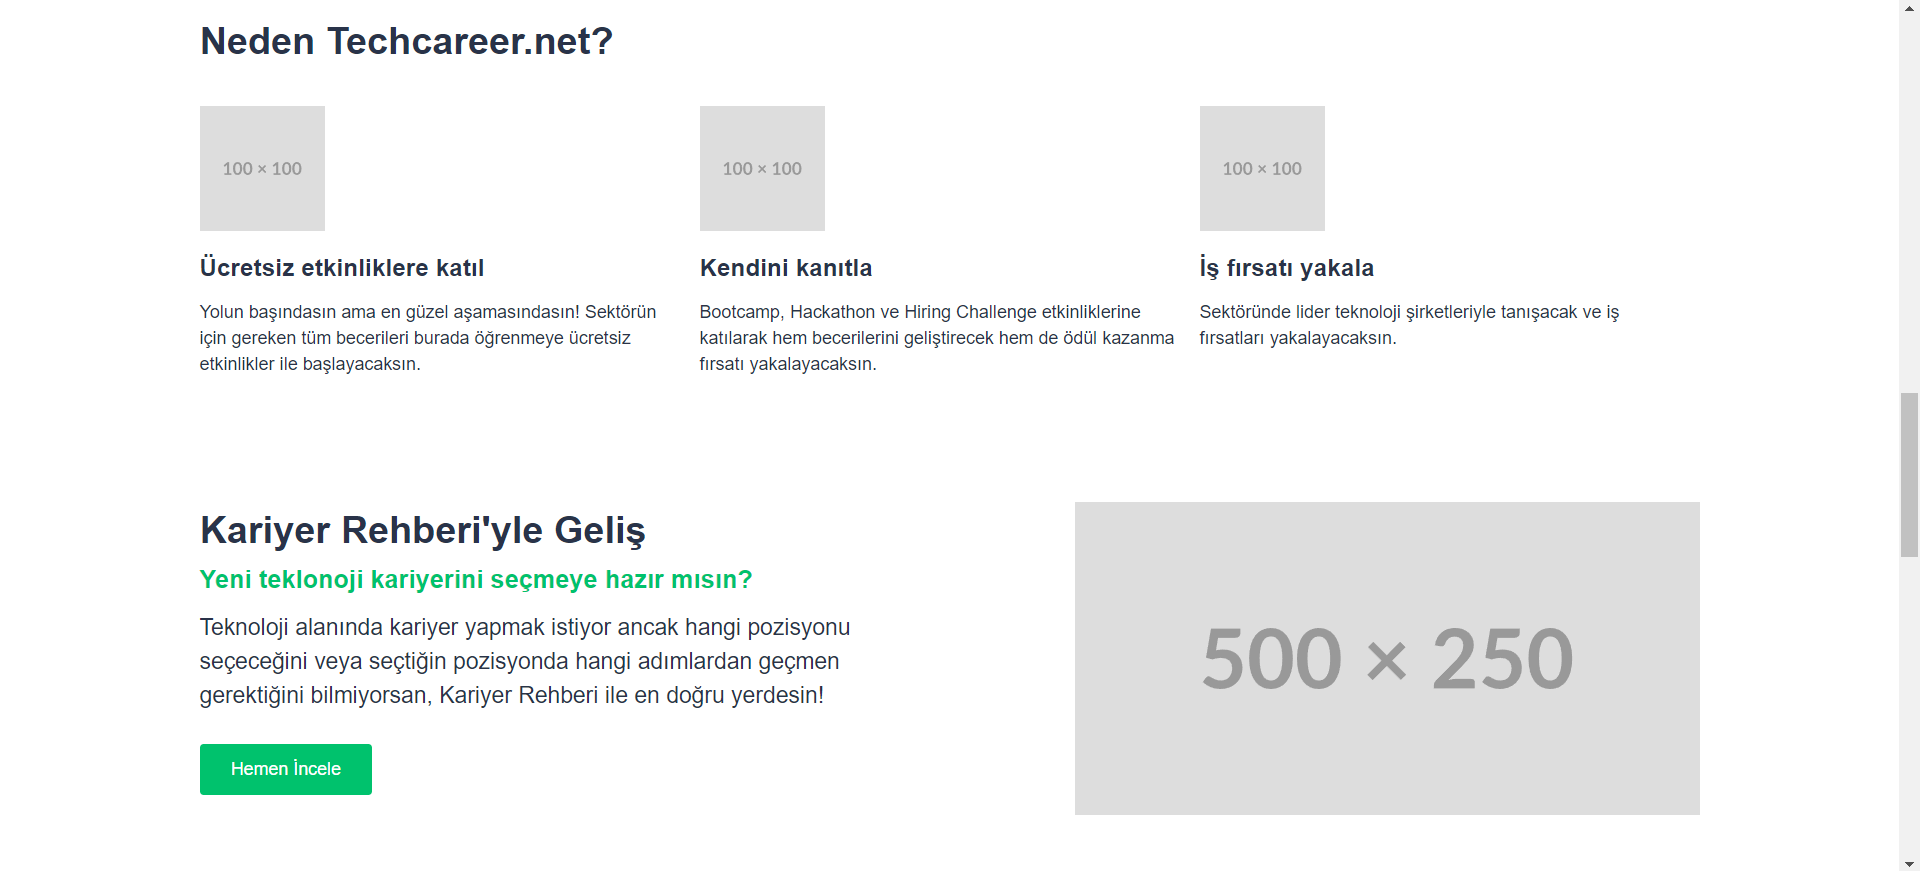 Neden Techcareer.net?
100 × 100
100 × 100
100 × 100
Ücretsiz etkinliklere katıl
Yolun başındasın ama en güzel aşamasındasın! Sektörün
için gereken tüm becerileri burada öğrenmeye ücretsiz
etkinlikler ile başlayacaksın.
Kendini kanıtla
Bootcamp, Hackathon ve Hiring Challenge etkinliklerine
katılarak hem becerilerini geliştirecek hem de ödül kazanma
fırsatı yakalayacaksın.
İş fırsatı yakala
Sektöründe lider teknoloji şirketleriyle tanışacak ve iş
fırsatları yakalayacaksın.
Kariyer Rehberi'yle Geliş
Yeni teklonoji kariyerini seçmeye hazır mısın?
Teknoloji alanında kariyer yapmak istiyor ancak hangi pozisyonu
seçeceğini veya seçtiğin pozisyonda hangi adımlardan geçmen
gerektiğini bilmiyorsan, Kariyer Rehberi ile en doğru yerdesin!
Hemen İncele
500 × 250